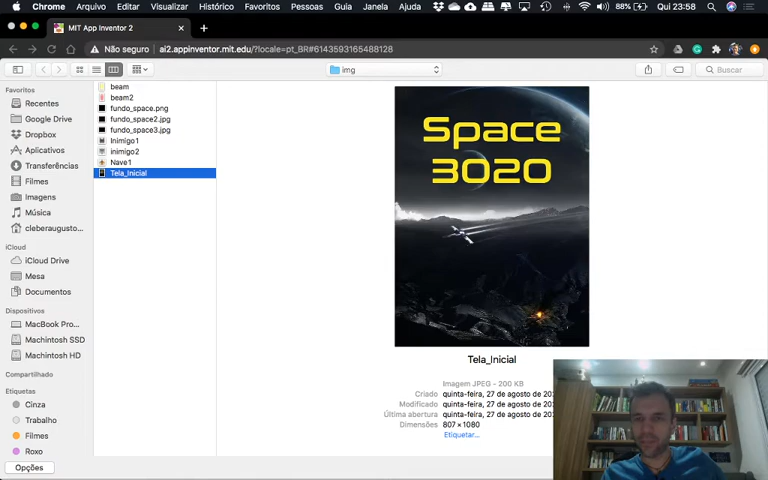 Chrome Arquivo Editar Visualizar Histórico Favoritos Pessoas Guia Janela Ajuda 88% Qui 23:58
MIT App Inventor 2
Não seguro ai2.appinventor.mit.edu/?locale=pt_BR#6143593165488128
img
Buscar
Favoritos
Recentes
Google Drive
Dropbox
Aplicativos
Transferências
Filmes
Imagens
Música
cleberaugusto...
iCloud
iCloud Drive
Mesa
Documentos
Dispositivos
MacBook Pro...
Machintosh SSD
Machintosh HD
Compartilhado
Etiquetas
Cinza
Trabalho
Filmes
Roxo
Opções
beam
beam2
fundo_space.png
fundo_space2.jpg
fundo_space3.jpg
Inimigo1
inimigo2
Nave1
Tela_Inicial
Space
3020
Tela_Inicial
Imagem JPEG - 200 KB
Criado quinta-feira, 27 de agosto de
Modificado quinta-feira, 27 de agosto de
Última abertura quinta-feira, 27 de agosto de
Dimensões 807 × 1080
Etiquetar...